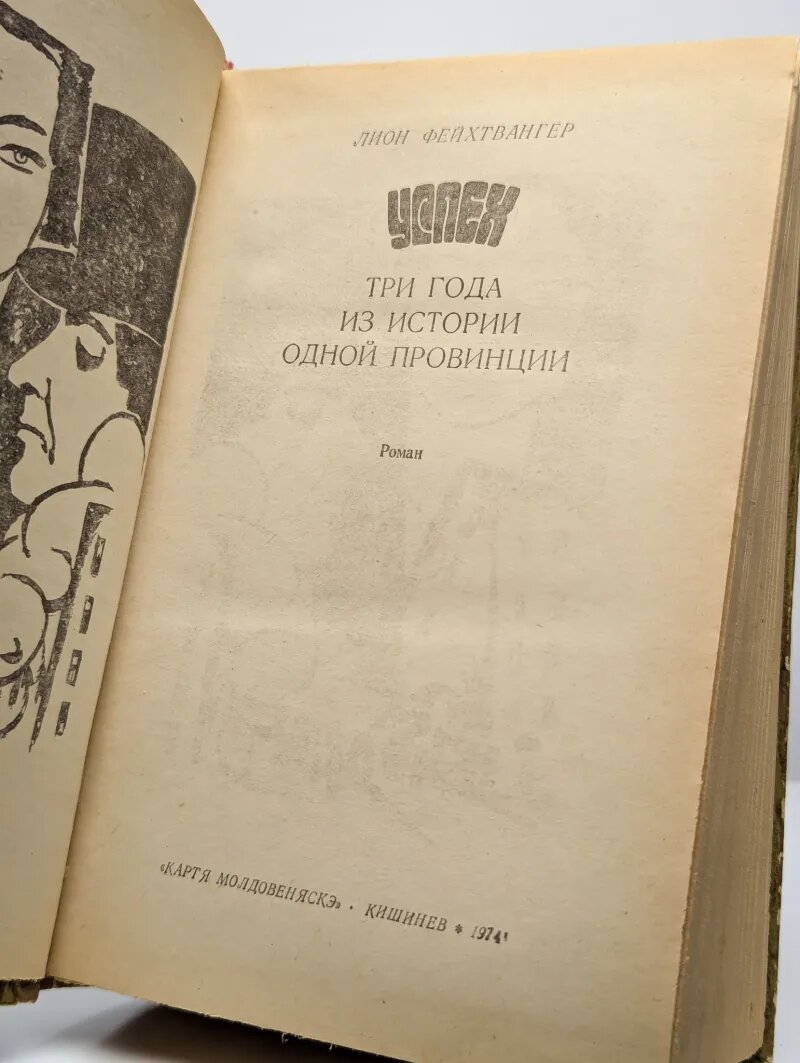 ЛИОН ФЕЙХТВАНГЕР
УСПЕХ
ТРИ ГОДА
ИЗ ИСТОРИИ
ОДНОЙ ПРОВИНЦИИ
Роман
«КАРТЯ МОЛДОВЕНЯСКЭ» · КИШИНЕВ * 1974